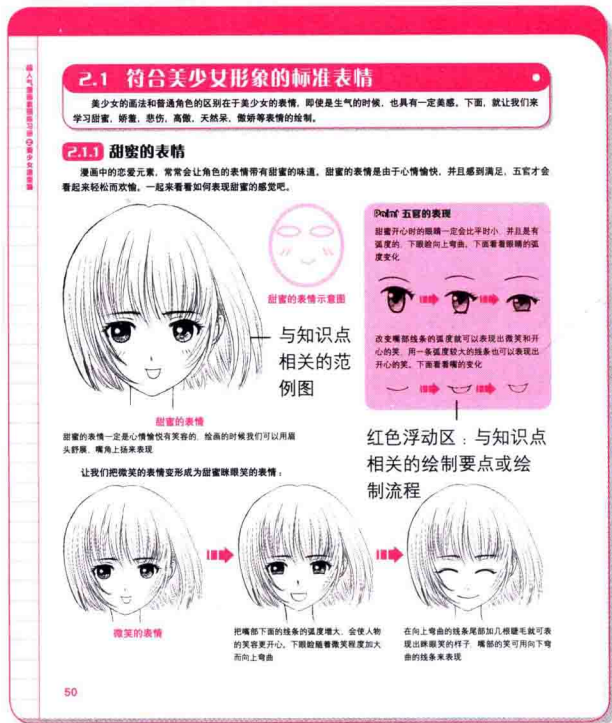 2.1 符合美少女形象的标准表情
美少女的画法和普通角色的区别在于美少女的表情，即使是生气的时候，也具有一定美感。下面，就让我们来
学习甜蜜、娇羞、悲伤、高傲、天然呆、傲娇等表情的绘制。
2.1.1 甜蜜的表情
漫画中的恋爱元素，常常会让角色的表情带有甜蜜的味道。甜蜜的表情是由于心情愉快，并且感到满足，五官才会
看起来轻松而欢愉。一起来看看如何表现甜蜜的感觉吧。
甜蜜的表情示意图
与知识点
相关的范
例图
甜蜜的表情
甜蜜的表情一定是心情愉悦有笑容的，绘画的时候我们可以用眉
头舒展、嘴角上扬来表现
Point 五官的表现
甜蜜开心时的眼睛一定会比平时小，并且是有
弧度的，下眼睑向上弯曲。下面看看眼睛的弧
度变化
改变嘴部线条的弧度就可以表现出微笑和开
心的笑，用一条弧度较大的线条也可以表现出
开心的笑。下面看看嘴的变化
红色浮动区：与知识点
相关的绘制要点或绘
制流程
让我们把微笑的表情变形成为甜蜜眯眼笑的表情：
微笑的表情
把嘴部下面的线条的弧度增大，会使人物
的笑容更开心。下眼睑随着微笑程度加大
而向上弯曲
在向上弯曲的线条尾部加几根睫毛就可表
现出眯眼笑的样子，嘴部的笑可用向下弯
曲的线条来表现
50